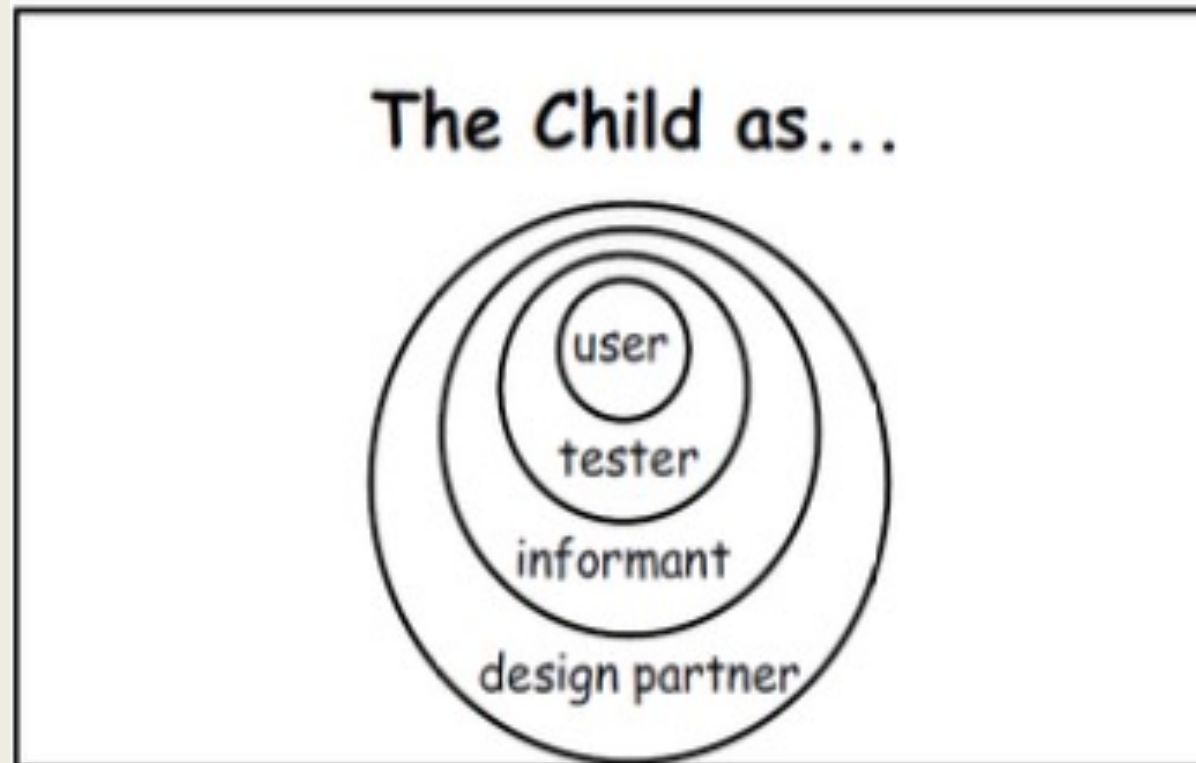 The Child as...
user
tester
informant
design partner